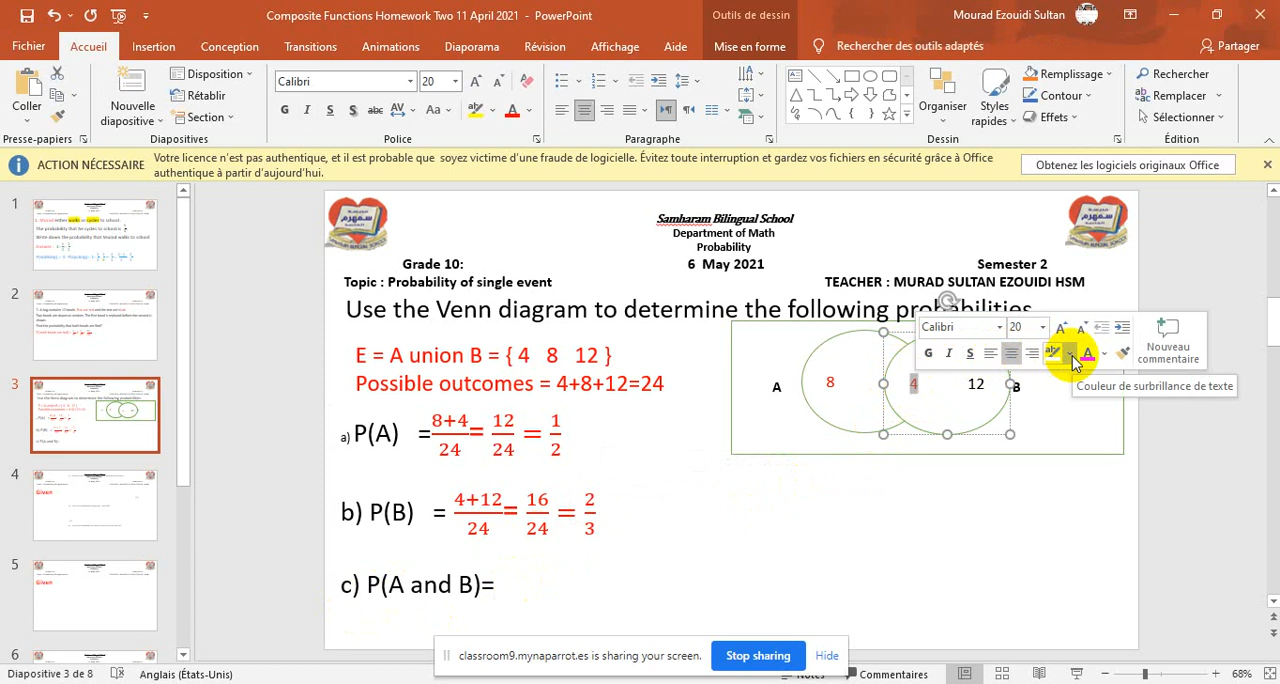 Composite Functions Homework Two 11 April 2021 - PowerPoint
Outils de dessin
Mourad Ezouidi Sultan
Fichier Accueil Insertion Conception Transitions Animations Diaporama Révision Affichage Aide Mise en forme Rechercher des outils adaptés Partager
Coller
Nouvelle diapositive
Disposition
Rétablir
Section
Calibri 20
Organiser
Styles rapides
Remplissage
Contour
Effets
Rechercher
Remplacer
Sélectionner
Presse-papiers Diapositives Police Paragraphe Dessin Édition
ACTION NÉCESSAIRE
Votre licence n'est pas authentique, et il est probable que soyez victime d'une fraude de logicielle. Évitez toute interruption et gardez vos fichiers en sécurité grâce à Office
authentique à partir d'aujourd'hui.
Obtenez les logiciels originaux Office
1
2
3
4
5
6
Samharam Bilingual School
Department of Math
Probability
Grade 10: 6 May 2021 Semester 2
Topic : Probability of single event TEACHER : MURAD SULTAN EZOUIDI HSM
Use the Venn diagram to determine the following probabilities
E = A union B = { 4 8 12 }
Possible outcomes = 4+8+12=24
a) P(A) = 8+4/24 = 12/24 = 1/2
b) P(B) = 4+12/24 = 16/24 = 2/3
c) P(A and B)=
A 8 4 12 B
Calibri 20
Nouveau commentaire
Couleur de surbrillance de texte
classroom9.mynaparrot.es is sharing your screen. Stop sharing Hide
Diapositive 3 de 8 Anglais (États-Unis) Notes Commentaires 68%